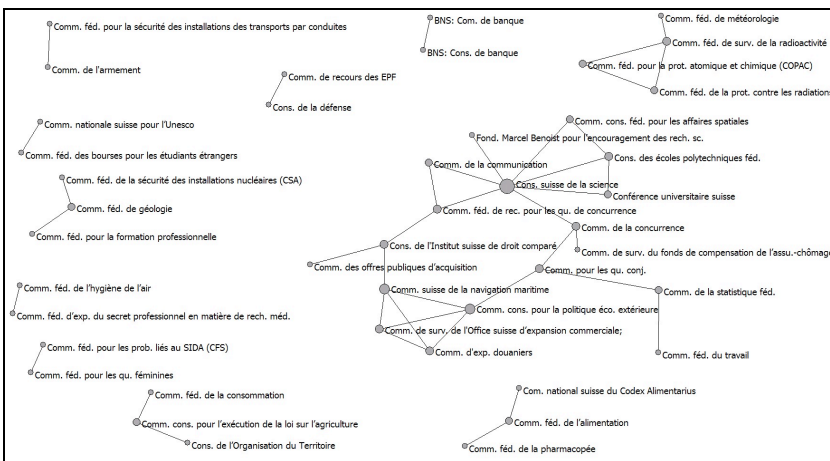 Comm. féd. pour la sécurité des installations des transports par conduites
BNS: Com. de banque
Comm. féd. de météorologie
Comm. féd. de surv. de la radioactivité
BNS: Cons. de banque
Comm. féd. pour la prot. atomique et chimique (COPAC)
Comm. de l'armement
Comm. de recours des EPF
Comm. féd. de la prot. contre les radiations
Cons. de la défense
Comm. nationale suisse pour l'Unesco
Comm. cons. féd. pour les affaires spatiales
Fond. Marcel Benoist pour l'encouragement des rech. sc.
Comm. féd. des bourses pour les étudiants étrangers
Cons. des écoles polytechniques féd.
Comm. de la communication
Comm. féd. de la sécurité des installations nucléaires (CSA)
Cons. suisse de la science
Conférence universitaire suisse
Comm. féd. de géologie
Comm. féd. de rec. pour les qu. de concurrence
Comm. de la concurrence
Comm. féd. pour la formation professionnelle
Cons. de l'Institut suisse de droit comparé
Comm. de surv. du fonds de compensation de l'assu.-chômage
Comm. des offres publiques d'acquisition
Comm. pour les qu. conj.
Comm. féd. de l'hygiène de l'air
Comm. suisse de la navigation maritime
Comm. de la statistique féd.
Comm. cons. pour la politique éco. extérieure
Comm. féd. d'exp. du secret professionnel en matière de rech. méd.
Comm. de surv. de l'Office suisse d'expansion commerciale;
Comm. féd. pour les prob. liés au SIDA (CFS)
Comm. d'exp. douaniers
Comm. féd. du travail
Comm. féd. pour les qu. féminines
Comm. féd. de la consommation
Com. national suisse du Codex Alimentarius
Comm. cons. pour l'exécution de la loi sur l'agriculture
Comm. féd. de l'alimentation
Cons. de l'Organisation du Territoire
Comm. féd. de la pharmacopée